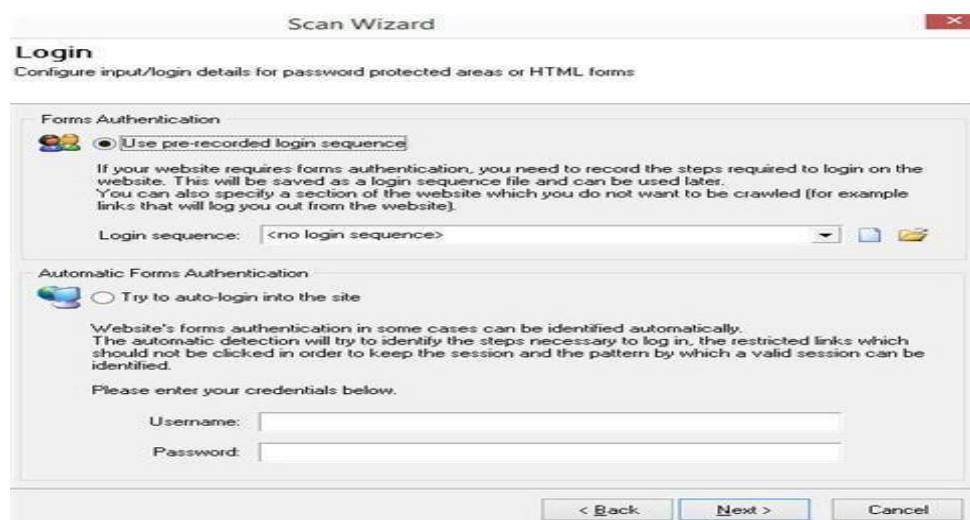 Scan Wizard
Login
Configure input/login details for password protected areas or HTML forms
Forms Authentication
Use pre-recorded login sequence
If your website requires forms authentication, you need to record the steps required to login on the
website. This will be saved as a login sequence file and can be used later.
You can also specify a section of the website which you do not want to be crawled (for example
links that will log you out from the website).
Login sequence: <no login sequence>
Automatic Forms Authentication
Try to auto-login into the site
Website's forms authentication in some cases can be identified automatically.
The automatic detection will try to identify the steps necessary to log in, the restricted links which
should not be clicked in order to keep the session and the pattern by which a valid session can be
identified.
Please enter your credentials below.
Username:
Password:
< Back Next > Cancel